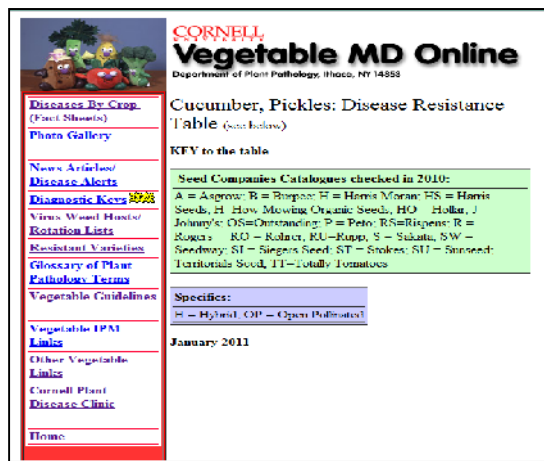 CORNELL
UNIVERSITY
Vegetable MD Online
Department of Plant Pathology, Ithaca, NY 14853
Diseases By Crop
(Fact Sheets)
Photo Gallery
News Articles/
Disease Alerts
Diagnostic Keys
Virus Weed Hosts/
Rotation Lists
Resistant Varieties
Glossary of Plant
Pathology Terms
Vegetable Guidelines
Vegetable IPM
Links
Other Vegetable
Links
Cornell Plant
Disease Clinic
Home
Cucumber, Pickles: Disease Resistance
Table (see below)
KEY to the table
Seed Companies Catalogues checked in 2010:
A = Asgrow; B = Burpee; H = Harris Moran; HS = Harris
Seeds, H= How Mowing Organic Seeds, HO = Hollar, J=
Johnny's; OS=Outstanding; P = Peto; RS=Rispens; R =
Rogers RO = Rohrer, RU=Rupp, S = Sakata, SW =
Seedway; SI = Siegers Seed; ST = Stokes; SU = Sunseed;
Territorials Seed, TT=Totally Tomatoes
Specifics:
H = Hybrid, OP = Open Pollinated
January 2011